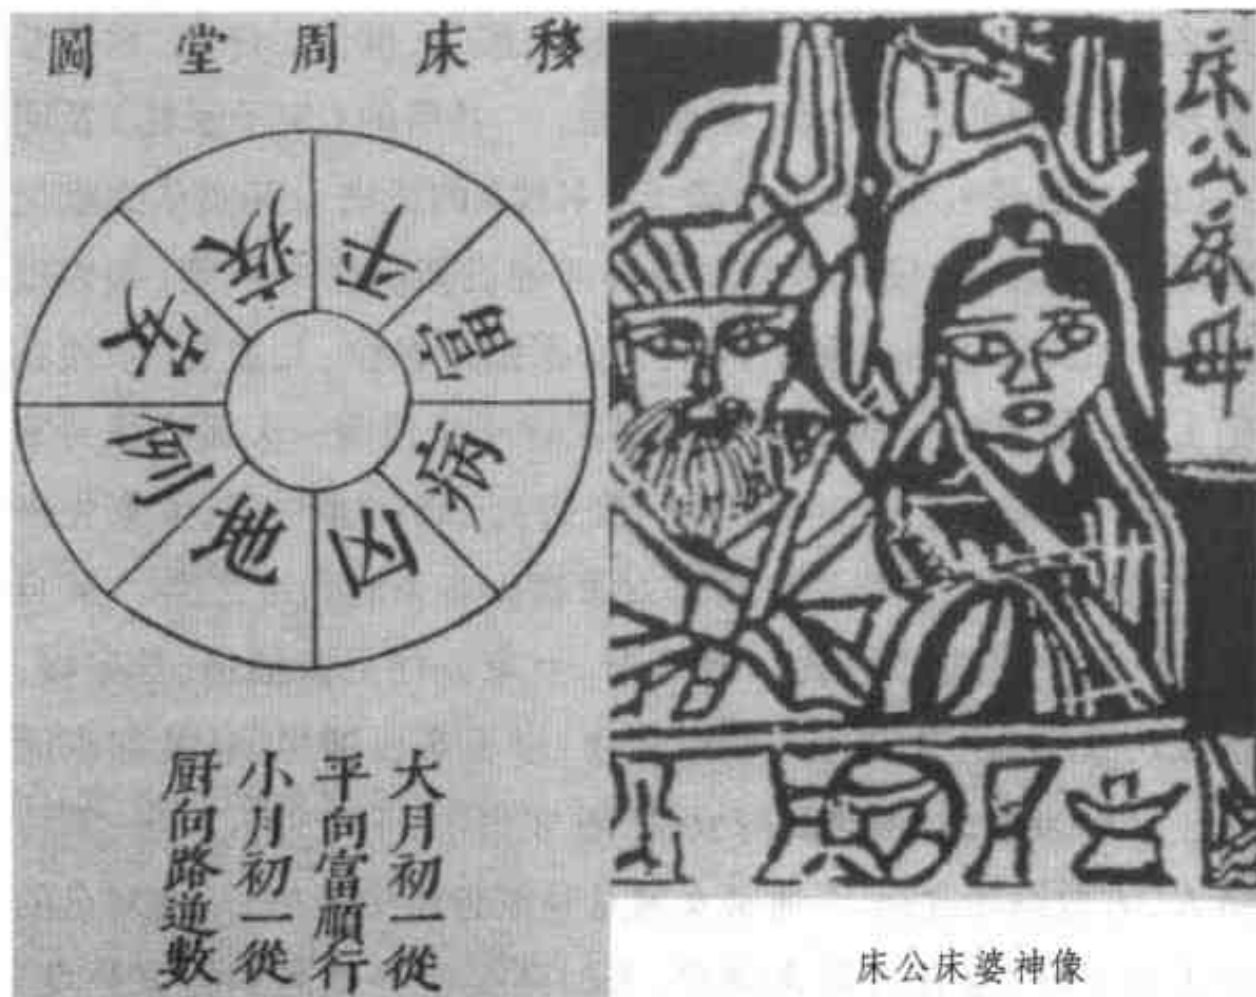 移床周堂圖
平
富
病
凶
地
安
大月初一從
平向富順行
小月初一從
厨向路逆數
床公床母
床公床婆神像